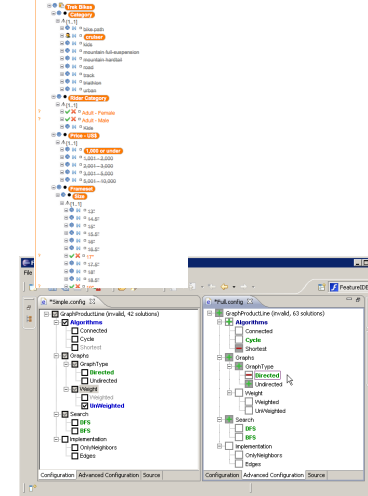 Trek Bikes
Category
[1..1]
bike path
cruiser
kids
mountain full-suspension
mountain hardtail
road
track
triathlon
urban
Rider Category
[1..1]
Adult - Female
Adult - Male
Kids
Price - US$
[1..1]
1,000 or under
1,001 - 2,000
2,001 - 3,000
3,001 - 5,000
5,001 - 10,000
Frameset
Size
[1..1]
13"
14.5"
15"
15.5"
16"
16.5"
17"
17.5"
18"
18.5"
File
FeatureIDE
*Simple.config
GraphProductLine (invalid, 42 solutions)
Algorithms
Connected
Cycle
Shortest
Graphs
GraphType
Directed
Undirected
Weight
Weighted
UnWeighted
Search
DFS
BFS
Implementation
OnlyNeighbors
Edges
Configuration Advanced Configuration Source
*Full.config
GraphProductLine (invalid, 63 solutions)
Algorithms
Connected
Cycle
Shortest
Graphs
GraphType
Directed
Undirected
Weight
Weighted
UnWeighted
Search
DFS
BFS
Implementation
OnlyNeighbors
Edges
Configuration Advanced Configuration Source